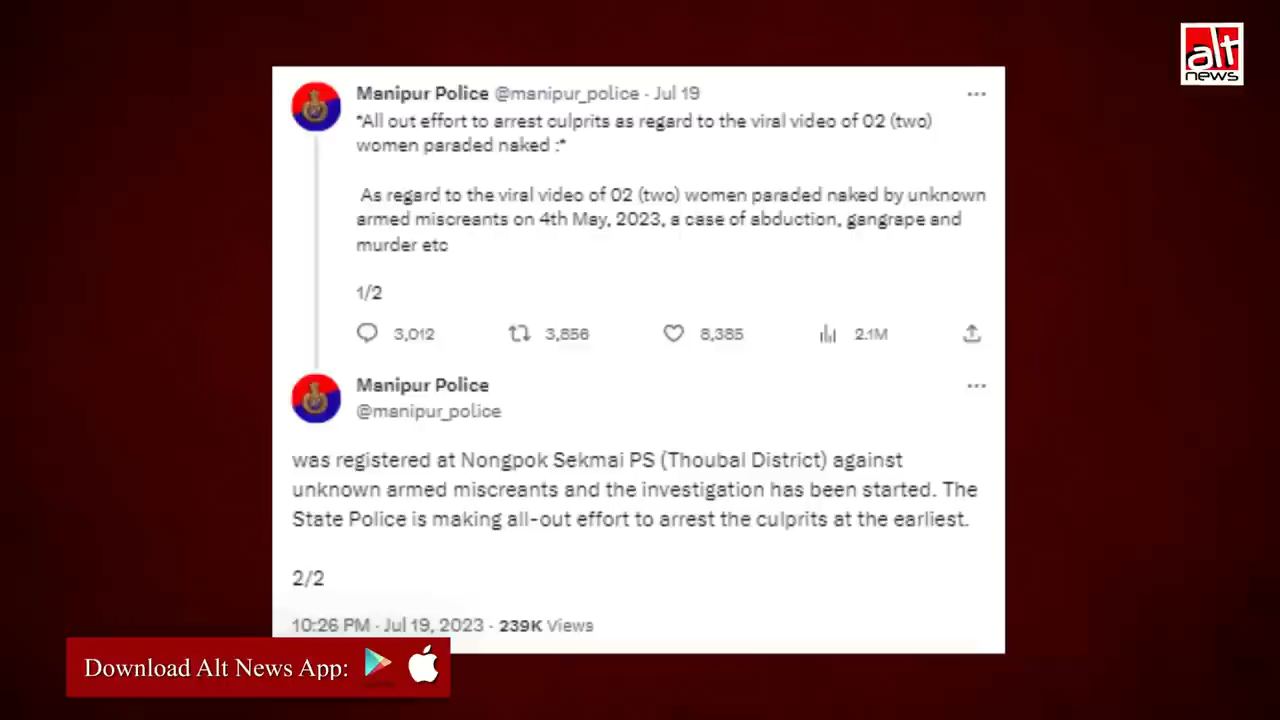 alt
news
Manipur Police @manipur_police · Jul 19
*All out effort to arrest culprits as regard to the viral video of 02 (two)
women paraded naked :*
As regard to the viral video of 02 (two) women paraded naked by unknown
armed miscreants on 4th May, 2023, a case of abduction, gangrape and
murder etc
1/2
3,012 3,856 8,385 2.1M
Manipur Police
@manipur_police
was registered at Nongpok Sekmai PS (Thoubal District) against
unknown armed miscreants and the investigation has been started. The
State Police is making all-out effort to arrest the culprits at the earliest.
2/2
10:26 PM · Jul 19, 2023 · 239K Views
Download Alt News App: